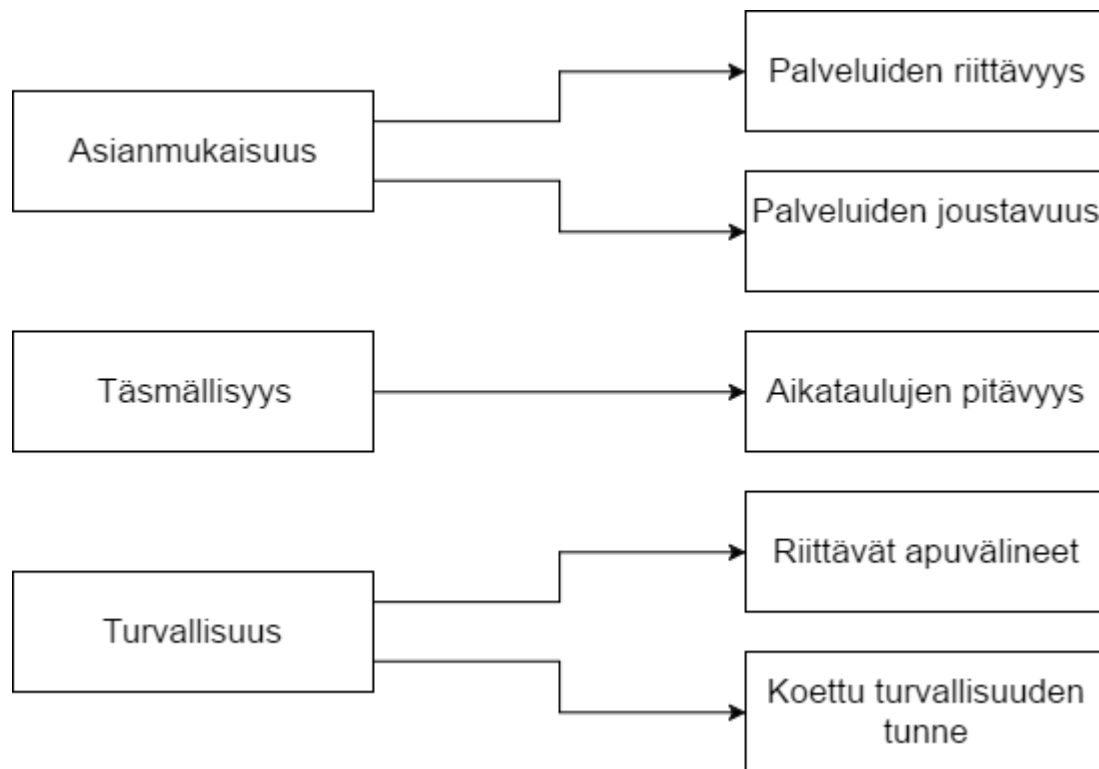 Palveluiden riittävyys
Asianmukaisuus
Palveluiden joustavuus
Täsmällisyys
Aikataulujen pitävyys
Riittävät apuvälineet
Turvallisuus
Koettu turvallisuuden
tunne